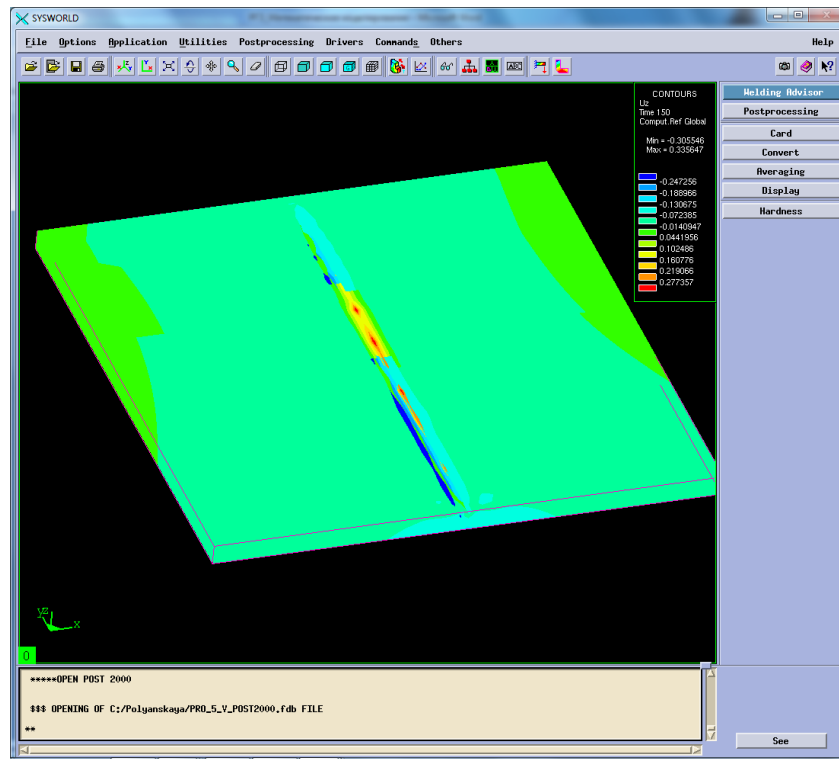 SYSWORLD
File Options Application Utilities Postprocessing Drivers Commands Others Help
CONTOURS
Uz
Time 150
Comput.Ref Global
Min = -0.305546
Max = 0.335647
-0.247256
-0.188966
-0.130675
-0.072385
-0.0140947
0.0441956
0.102486
0.160776
0.219066
0.277357
Welding Advisor
Postprocessing
Card
Convert
Averaging
Display
Hardness
yz
x
0
*****OPEN POST 2000
$$$ OPENING OF C:/Polyanskaya/PRO_5_V_POST2000.fdb FILE
**
See